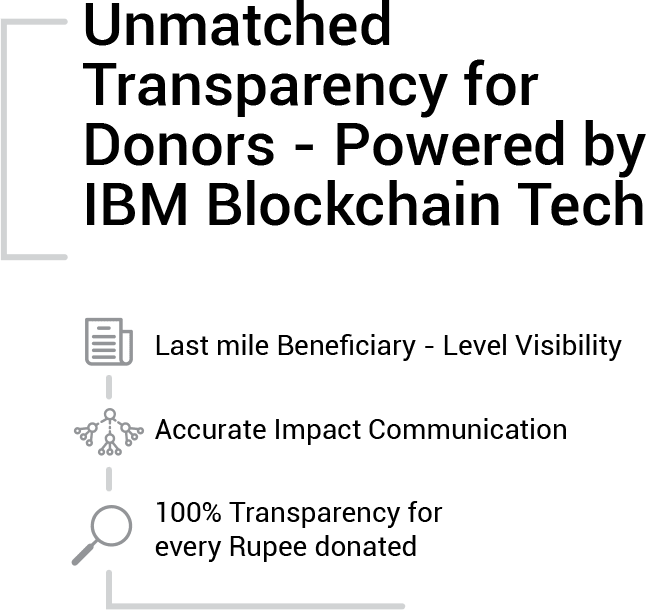 Unmatched
Transparency for
Donors - Powered by
IBM Blockchain Tech
Last mile Beneficiary - Level Visibility
Accurate Impact Communication
100% Transparency for
every Rupee donated